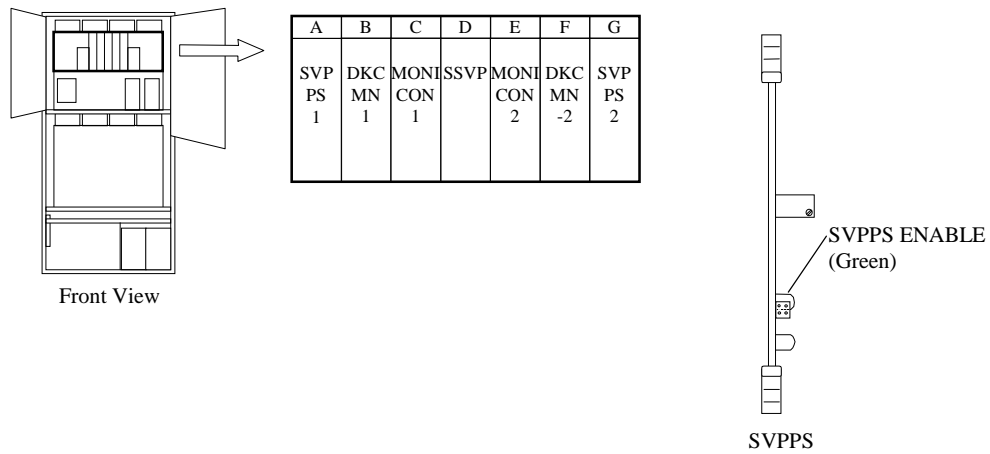 A B C D E F G
SVP DKC MONI SSVP MONI DKC SVP
PS MN CON CON MN PS
1 1 1 2 -2 2
SVPPS ENABLE
(Green)
Front View
SVPPS